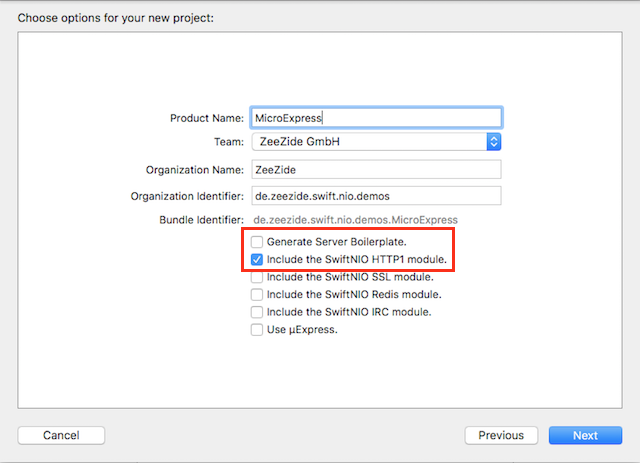 Choose options for your new project:
Product Name: MicroExpress
Team: ZeeZide GmbH
Organization Name: ZeeZide
Organization Identifier: de.zeezide.swift.nio.demos
Bundle Identifier: de.zeezide.swift.nio.demos.MicroExpress
Generate Server Boilerplate.
Include the SwiftNIO HTTP1 module.
Include the SwiftNIO SSL module.
Include the SwiftNIO Redis module.
Include the SwiftNIO IRC module.
Use µExpress.
Cancel Previous Next